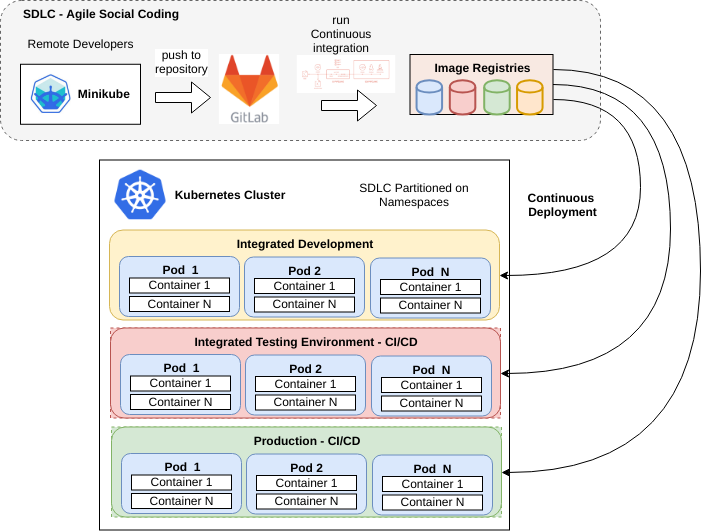 SDLC - Agile Social Coding
Remote Developers
Minikube
push to
repository
GitLab
run
Continuous
integration
Image Registries
Kubernetes Cluster
SDLC Partitioned on
Namespaces
Continuous
Deployment
Integrated Development
Pod 1
Container 1
Container N
Pod 2
Container 1
Container N
Pod N
Container 1
Container N
Integrated Testing Environment - CI/CD
Pod 1
Container 1
Container N
Pod 2
Container 1
Container N
Pod N
Container 1
Container N
Production - CI/CD
Pod 1
Container 1
Container N
Pod 2
Container 1
Container N
Pod N
Container 1
Container N